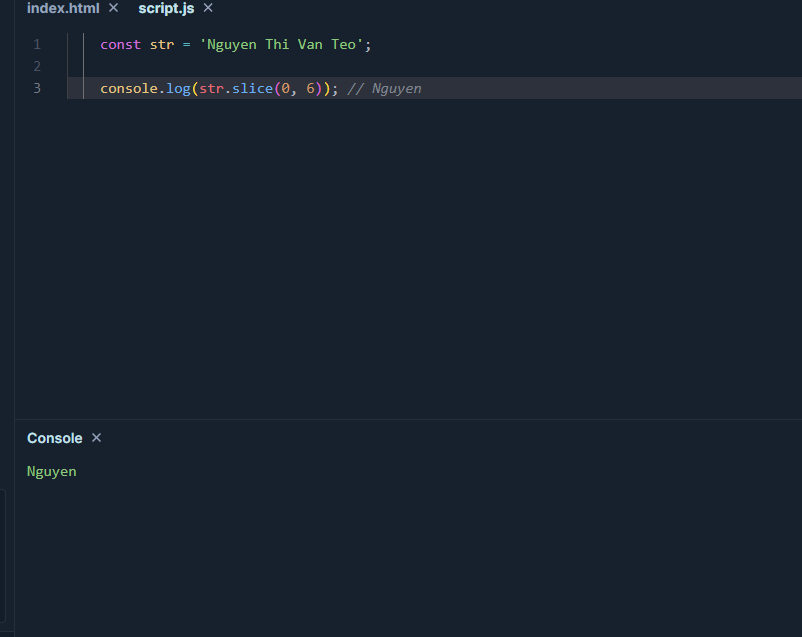 index.html × script.js ×
1 const str = 'Nguyen Thi Van Teo';
2
3 console.log(str.slice(0, 6)); // Nguyen
Console ×
Nguyen